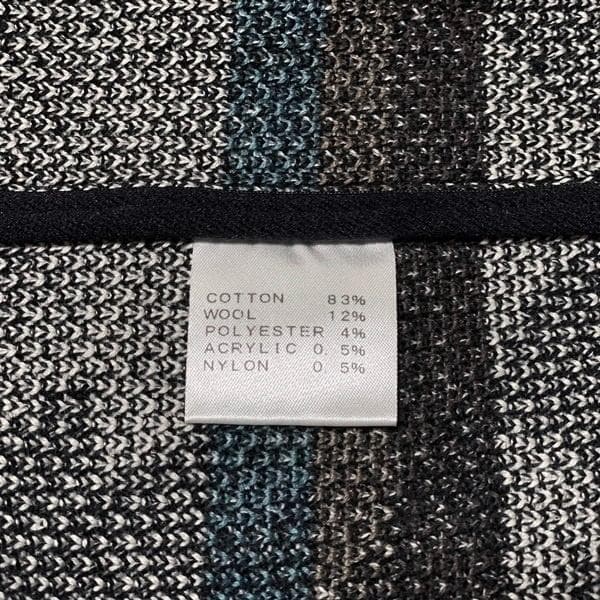 COTTON 83%
WOOL 12%
POLYESTER 4%
ACRYLIC 0. 5%
NYLON 0. 5%